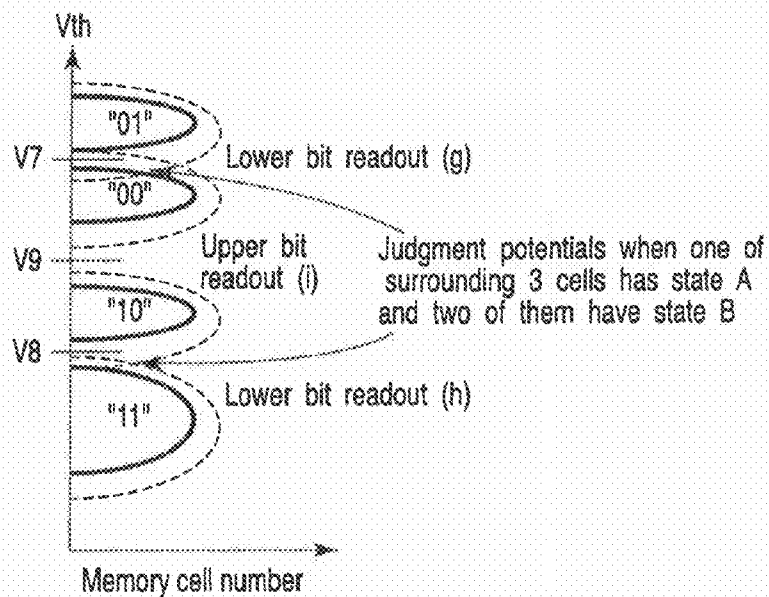 Vth
"01"
V7
Lower bit readout (g)
"00"
V9
Upper bit
readout (i)
Judgment potentials when one of
surrounding 3 cells has state A
and two of them have state B
"10"
V8
Lower bit readout (h)
"11"
Memory cell number